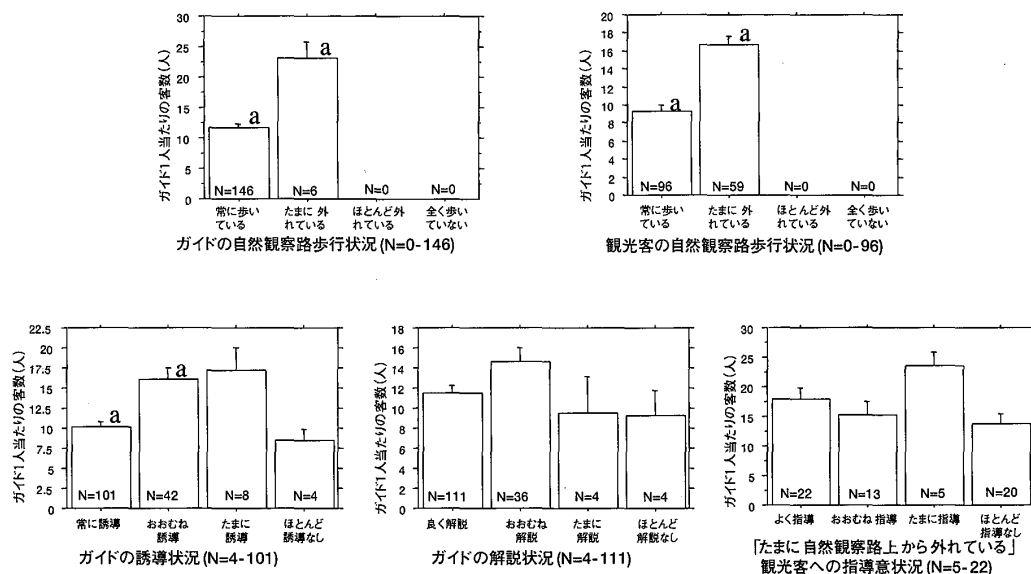 ガイド1人当たりの客数(人)
30
25
20
15
12.5
10
5
0
a
a
N=146
N=6
N=0
N=0
常に歩い
ている
たまに 外
れている
ほとんど外
れている
全く歩い
ていない
ガイドの自然観察路歩行状況 (N=0-146)
ガイド1人当たりの客数(人)
20
18
16
14
12
10
8
6
4
2
0
a
a
N=96
N=59
N=0
N=0
常に歩い
ている
たまに 外
れている
ほとんど外
れている
全く歩い
ていない
観光客の自然観察路歩行状況 (N=0-96)
ガイド1人当たりの客数(人)
22.5
20
17.5
15
12.5
10
7.5
5
2.5
0
a
a
N=101
N=42
N=8
N=4
常に誘導
おおむね
誘導
たまに
誘導
ほとんど
誘導なし
ガイドの誘導状況 (N=4-101)
ガイド1人当たりの客数(人)
18
16
14
12
10
8
6
4
2
0
N=111
N=36
N=4
N=4
良く解説
おおむね
解説
たまに
解説
ほとんど
解説なし
ガイドの解説状況 (N=4-111)
ガイド1人当たりの客数(人)
30
25
20
15
10
5
0
N=22
N=13
N=5
N=20
よく指導
おおむね 指導
たまに指導
ほとんど
指導なし
「たまに 自然観察路上から外れている」
観光客への指導意状況 (N=5-22)